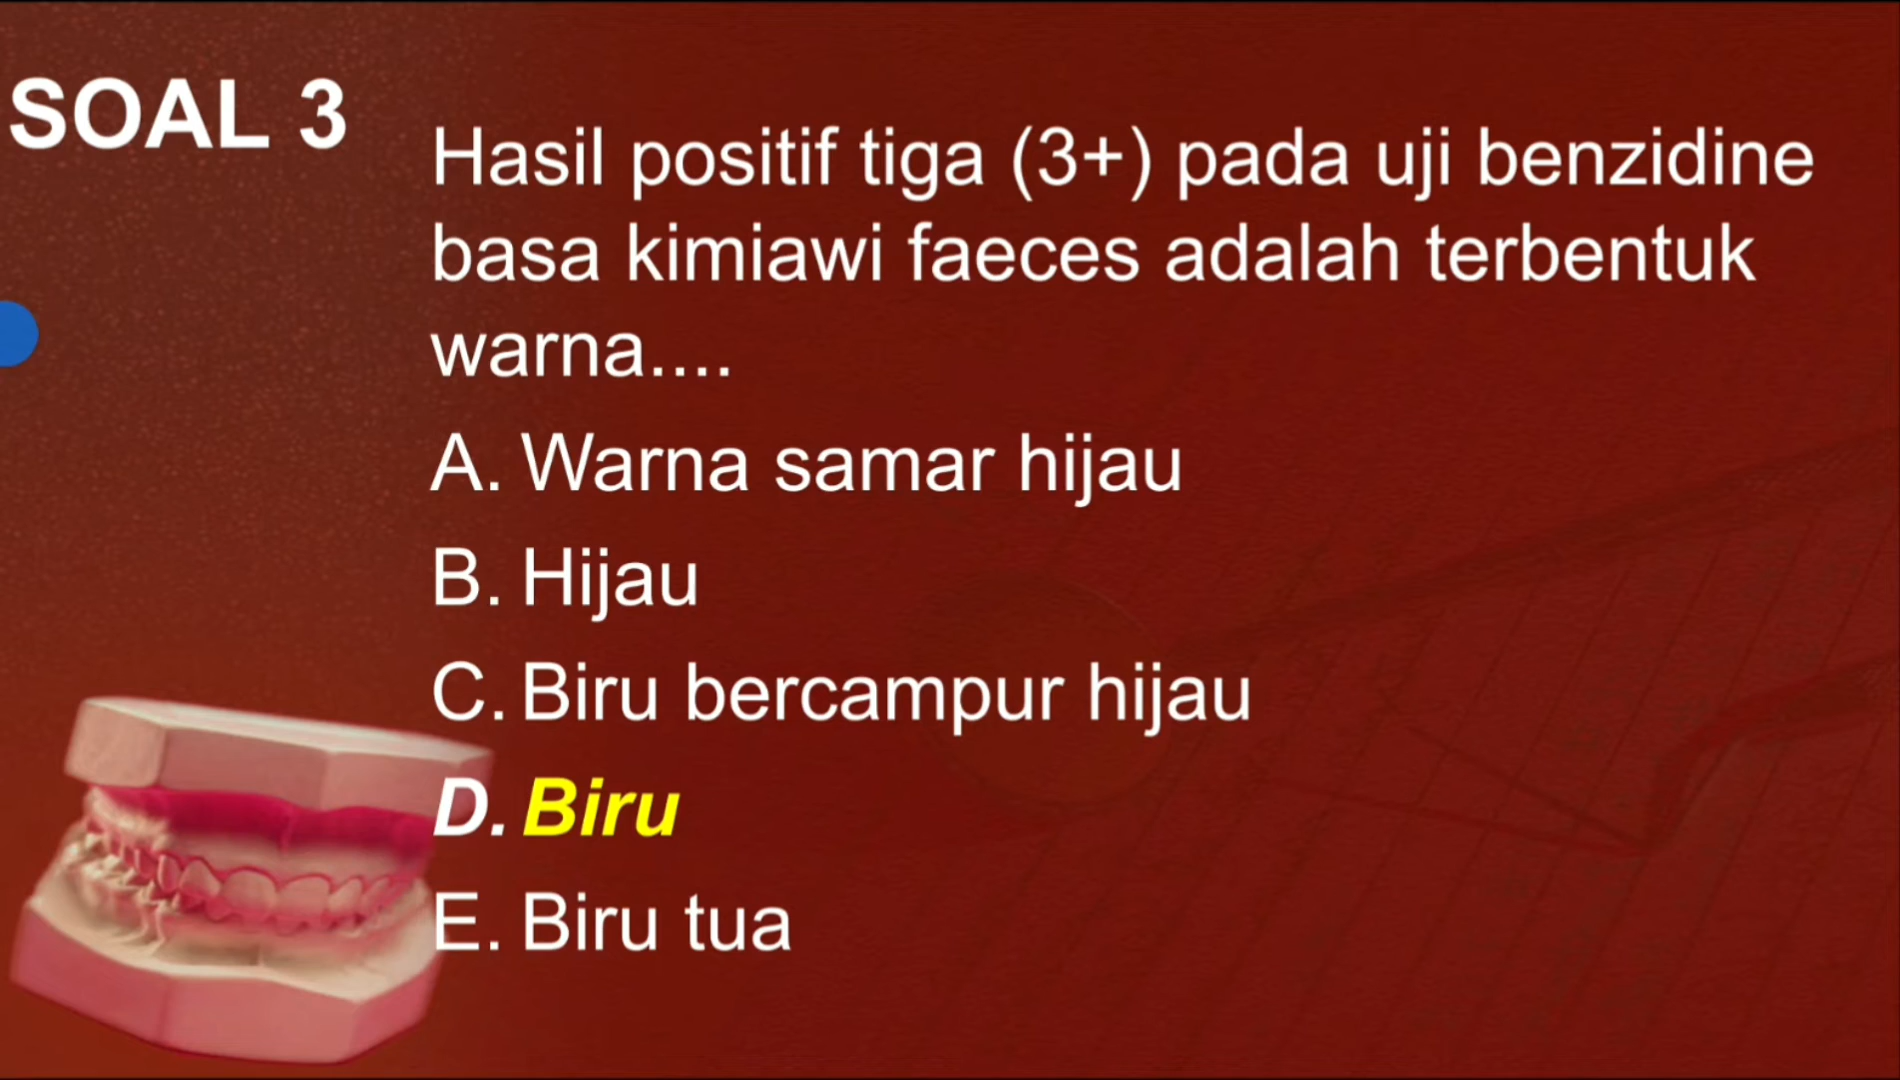 SOAL 3
Hasil positif tiga (3+) pada uji benzidine
basa kimiawi faeces adalah terbentuk
warna....
A. Warna samar hijau
B. Hijau
C. Biru bercampur hijau
D. Biru
E. Biru tua